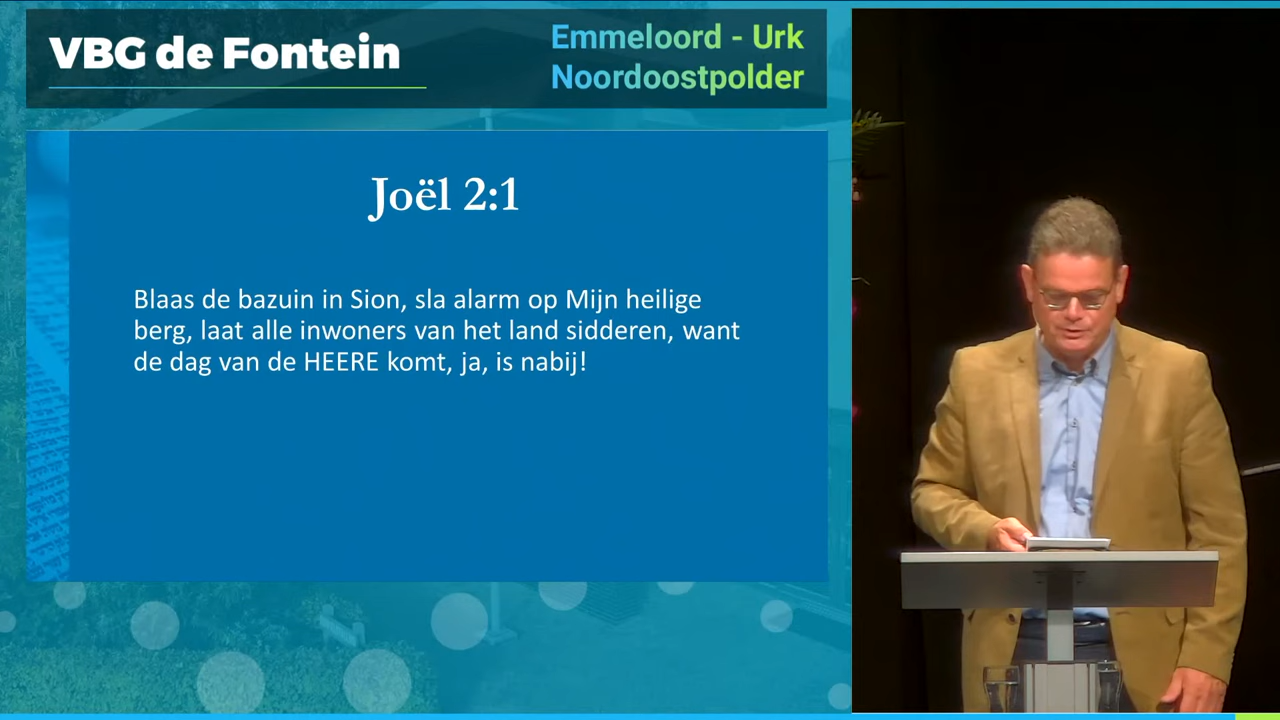 VBG de Fontein
Emmeloord - Urk
Noordoostpolder
Joël 2:1
Blaas de bazuin in Sion, sla alarm op Mijn heilige
berg, laat alle inwoners van het land sidderen, want
de dag van de HEERE komt, ja, is nabij!